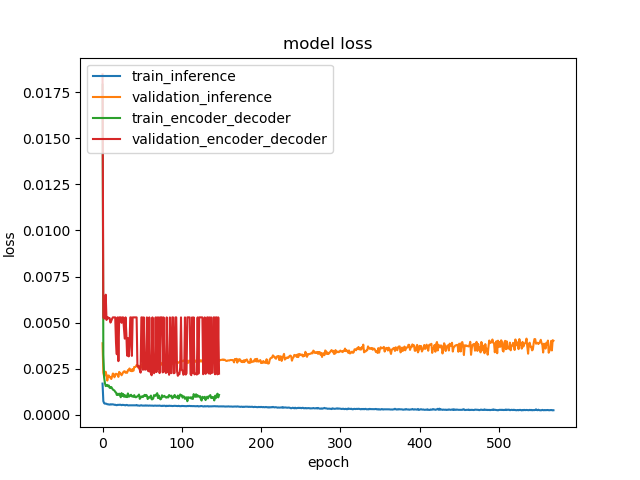 model loss
train_inference
validation_inference
train_encoder_decoder
validation_encoder_decoder
0.0175
0.0150
0.0125
0.0100
0.0075
0.0050
0.0025
0.0000
loss
0 100 200 300 400 500
epoch